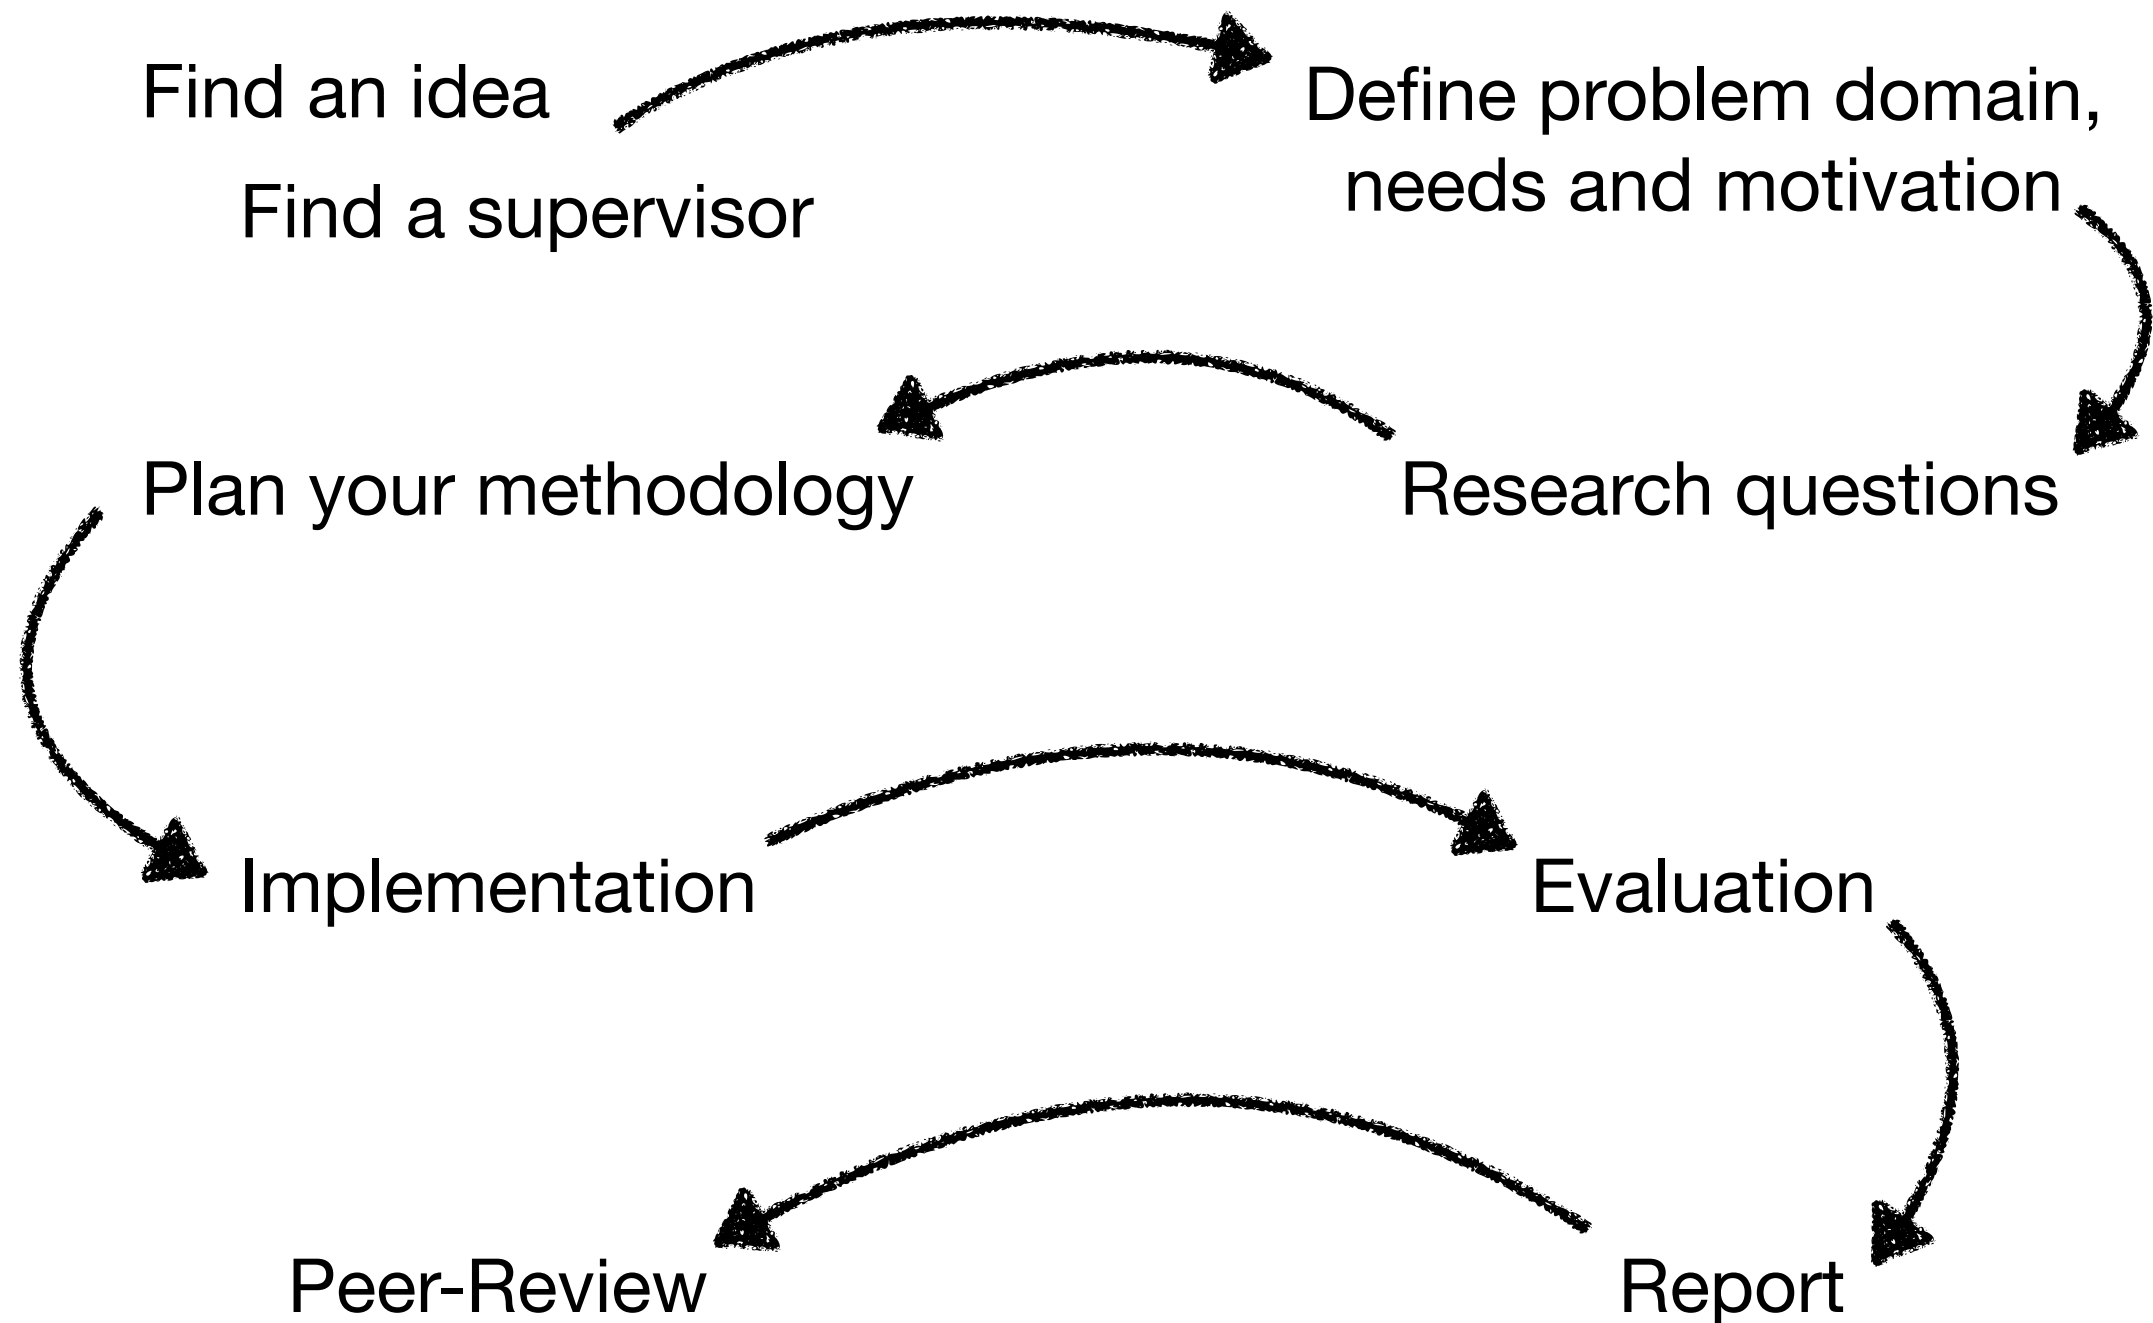 Find an idea
Find a supervisor
Define problem domain,
needs and motivation
Research questions
Plan your methodology
Implementation
Evaluation
Report
Peer-Review